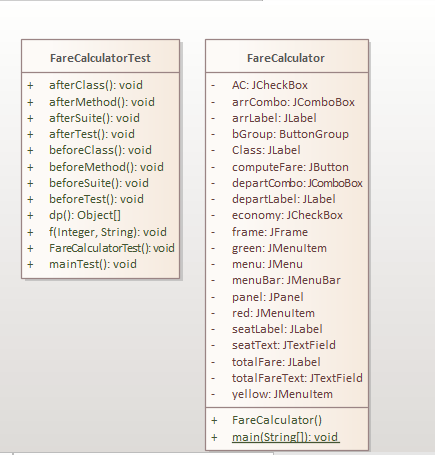 FareCalculatorTest
+ afterClass(): void
+ afterMethod(): void
+ afterSuite(): void
+ afterTest(): void
+ beforeClass(): void
+ beforeMethod(): void
+ beforeSuite(): void
+ beforeTest(): void
+ dp(): Object[]
+ f(Integer, String): void
+ FareCalculatorTest(): void
+ mainTest(): void
FareCalculator
- AC: JCheckBox
- arrCombo: JComboBox
- arrLabel: JLabel
- bGroup: ButtonGroup
- Class: JLabel
- computeFare: JButton
- departCombo: JComboBox
- departLabel: JLabel
- economy: JCheckBox
- frame: JFrame
- green: JMenuItem
- menu: JMenu
- menuBar: JMenuBar
- panel: JPanel
- red: JMenuItem
- seatLabel: JLabel
- seatText: JTextField
- totalFare: JLabel
- totalFareText: JTextField
- yellow: JMenuItem
+ FareCalculator()
+ main(String[]): void